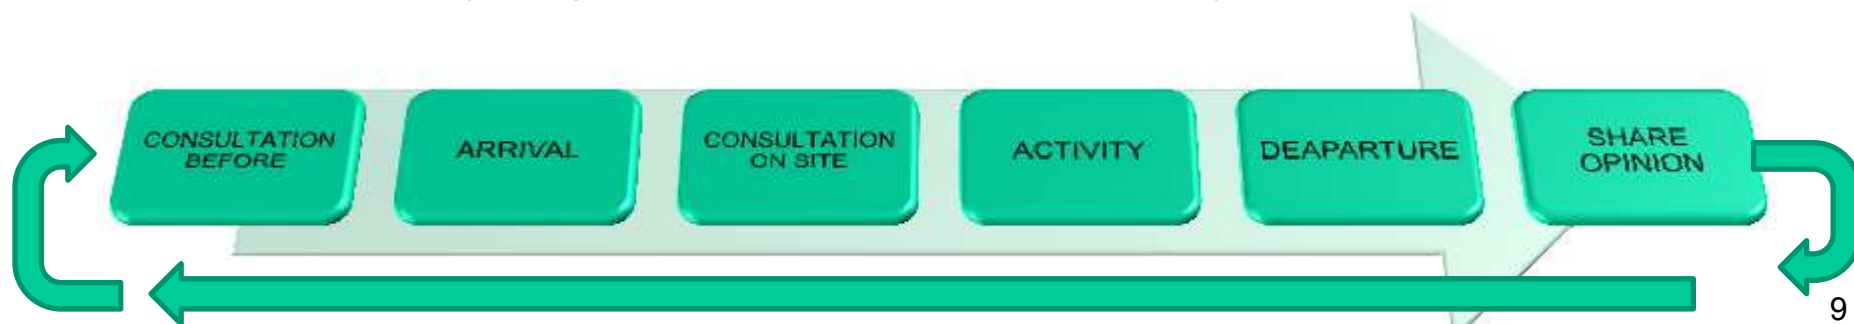 CONSULTATION
BEFORE
ARRIVAL
CONSULTATION
ON SITE
ACTIVITY
DEAPARTURE
SHARE
OPINION
9